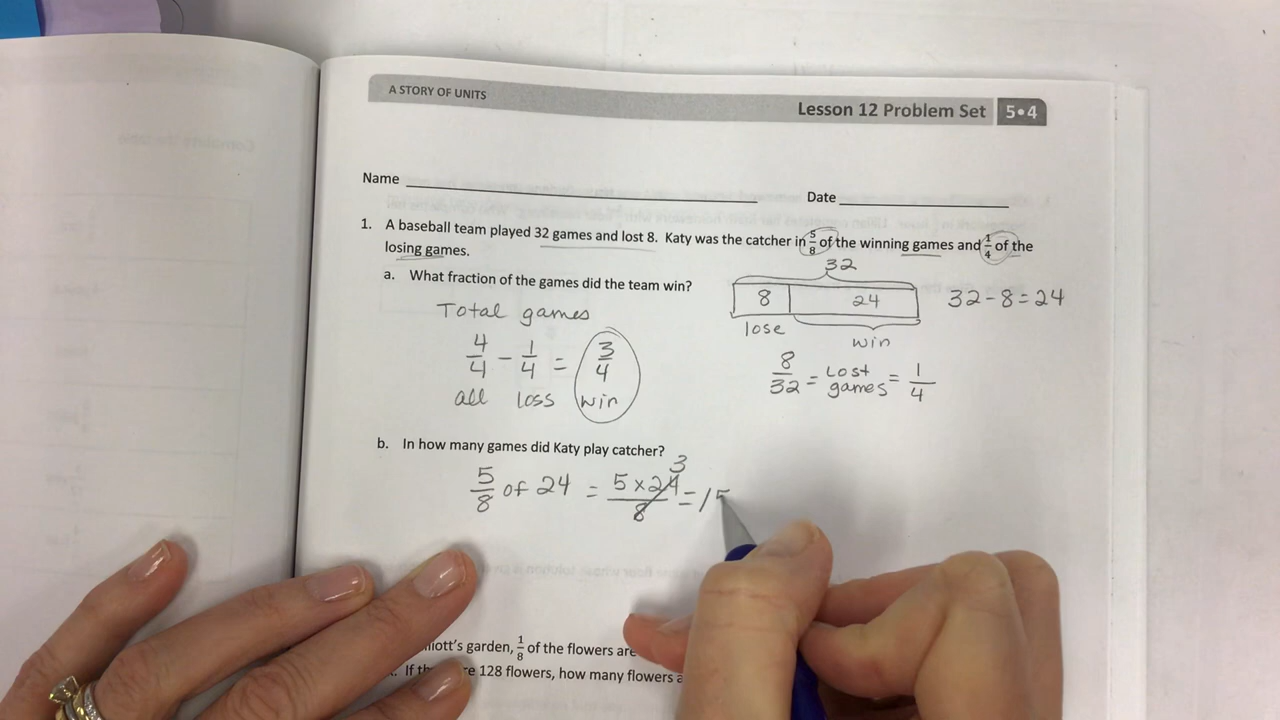 A STORY OF UNITS
Lesson 12 Problem Set 5•4
Name
Date
1. A baseball team played 32 games and lost 8. Katy was the catcher in 5/8 of the winning games and 1/4 of the
losing games.
a. What fraction of the games did the team win?
32
8 24
32-8=24
lose win
Total games
4/4 - 1/4 = 3/4
all loss win
8/32 = Lost games = 1/4
b. In how many games did Katy play catcher?
3
5/8 of 24 = 5 x 24/8 = 15
garden, 1/8 of the flowers are
. If 128 flowers, how many flowers